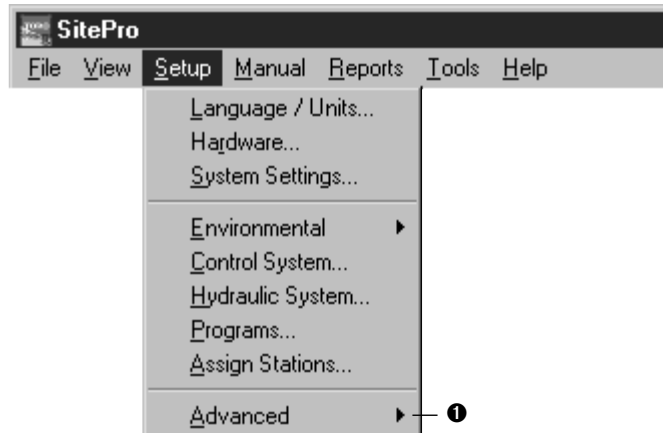 SitePro
File View Setup Manual Reports Tools Help
Language / Units...
Hardware...
System Settings...
Environmental
Control System...
Hydraulic System...
Programs...
Assign Stations...
Advanced ❶